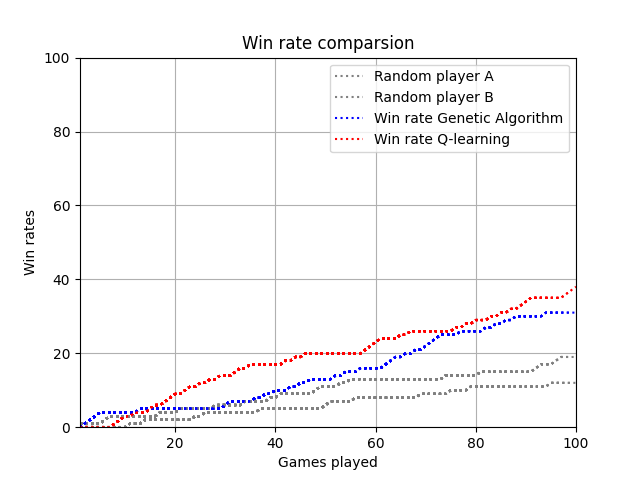 Win rate comparsion
100
80
60
40
20
0
Win rates
Random player A
Random player B
Win rate Genetic Algorithm
Win rate Q-learning
20 40 60 80 100
Games played